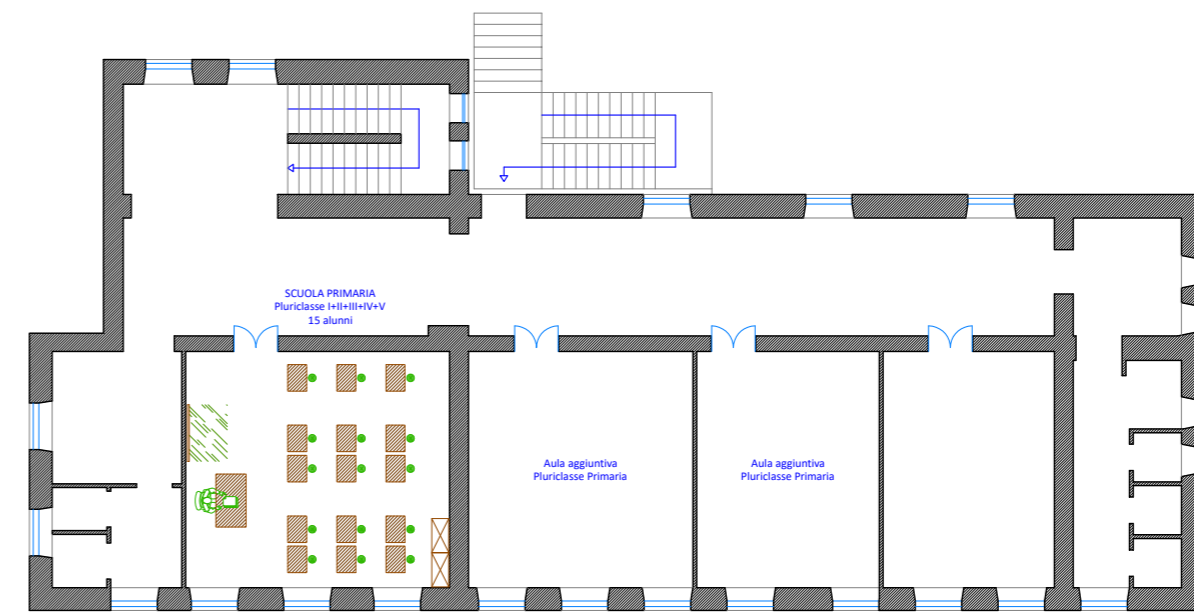 SCUOLA PRIMARIA
Pluriclasse I+II+III+IV+V
15 alunni
Aula aggiuntiva
Pluriclasse Primaria
Aula aggiuntiva
Pluriclasse Primaria